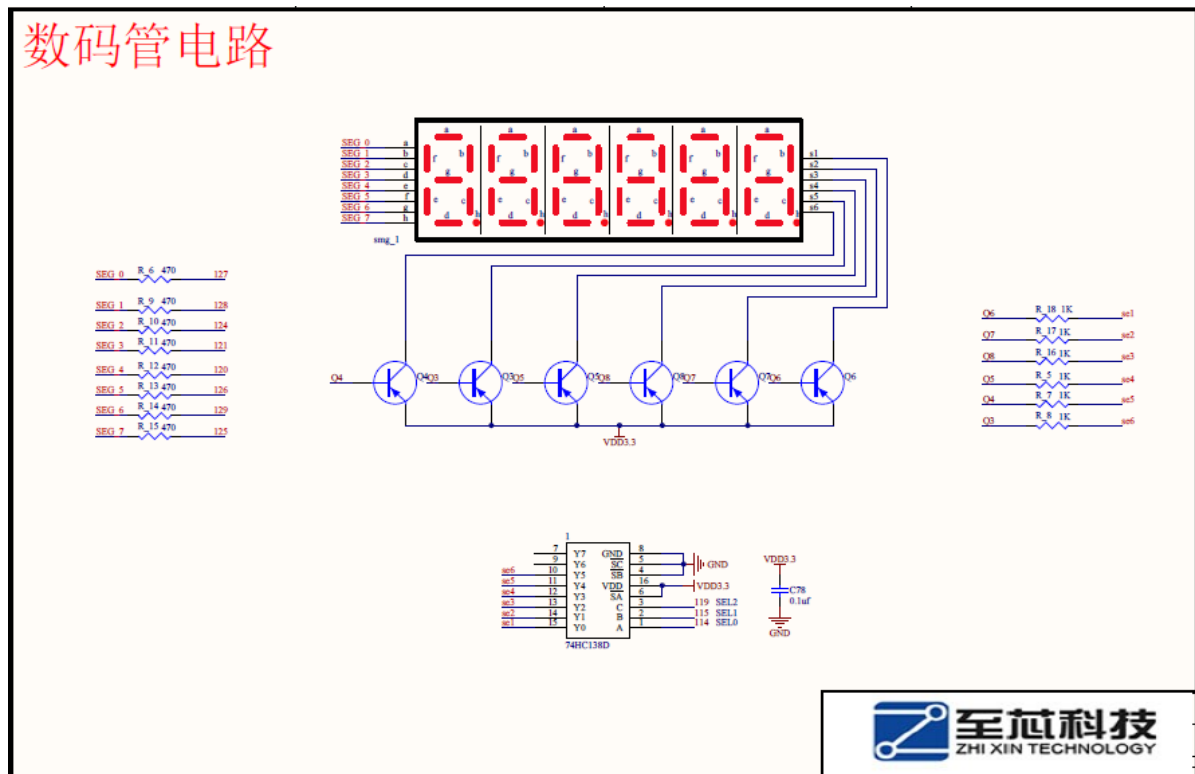 数码管电路
a a a a a a
SEG 0 a f b f b f b f b f b f b s1
SEG 1 b s2
SEG 2 c g g g g g g s3
SEG 3 d s4
SEG 4 e e c e c e c e c e c e c s5
SEG 5 f s6
SEG 6 g d h d h d h d h d h d h
SEG 7 h
smg_1
SEG 0 R_6 470 127
SEG 1 R_9 470 128
SEG 2 R_10 470 124
SEG 3 R_11 470 121
SEG 4 R_12 470 120
SEG 5 R_13 470 126
SEG 6 R_14 470 129
SEG 7 R_15 470 125
Q6 R_18 1K se1
Q7 R_17 1K se2
Q8 R_16 1K se3
Q5 R_5 1K se4
Q4 R_7 1K se5
Q3 R_8 1K se6
Q4 Q4 Q3 Q3 Q5 Q5 Q8 Q8 Q7 Q7 Q6 Q6
VDD3.3
1
7 Y7 GND 8
9 Y6 SC 5 GND
se6 10 Y5 SB 4
se5 11 Y4 VDD 16 VDD3.3
se4 12 Y3 SA 6
se3 13 Y2 C 3 119 SEL2
se2 14 Y1 B 2 115 SEL1
se1 15 Y0 A 1 114 SEL0
74HC138D
VDD3.3
C78
0.1uf
GND
至芯科技
ZHI XIN TECHNOLOGY